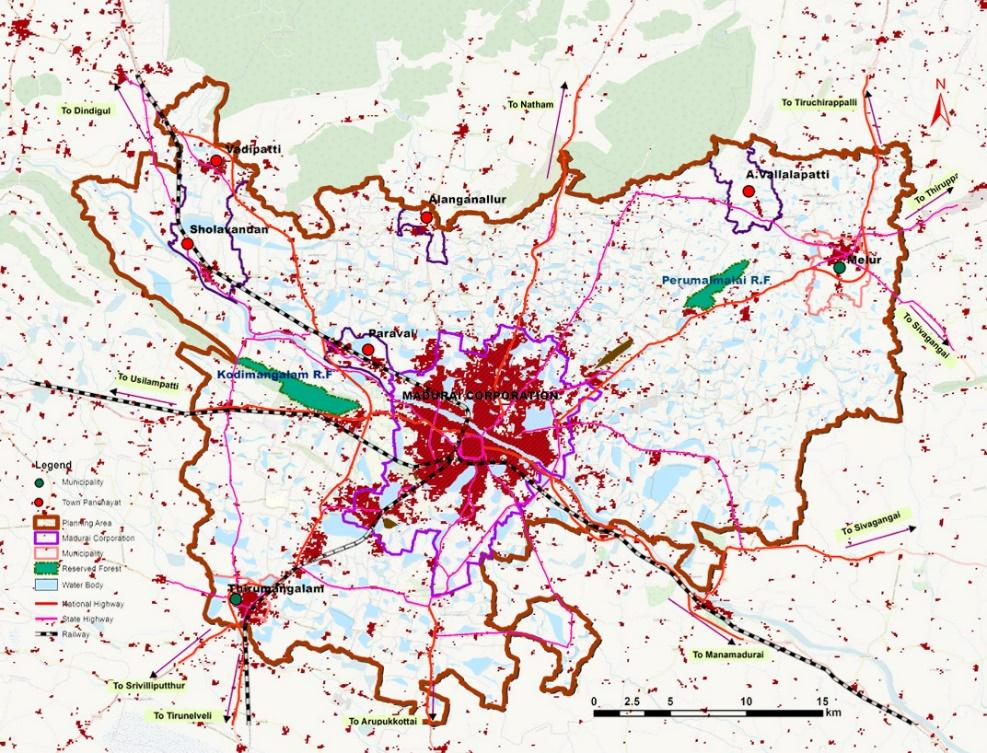 N
To Dindigul
To Natham
To Tiruchirappalli
Vadipatti
A.Vallalapatti
To Thiruppa
Alanganallur
Sholavandan
Melur
Perumalmalai R.F
To Sivagangai
Paravai
Kodimangalam R.F
To Usilampatti
MADURAI CORPORATION
Legend
Municipality
Town Panchayat
Planning Area
Madurai Corporation
Municipality
Reserved Forest
Water Body
National Highway
State Highway
Railway
To Sivagangai
Thirumangalam
To Manamadurai
To Srivilliputhur
To Tirunelveli
To Arupukkottai
0 2.5 5 10 15
km